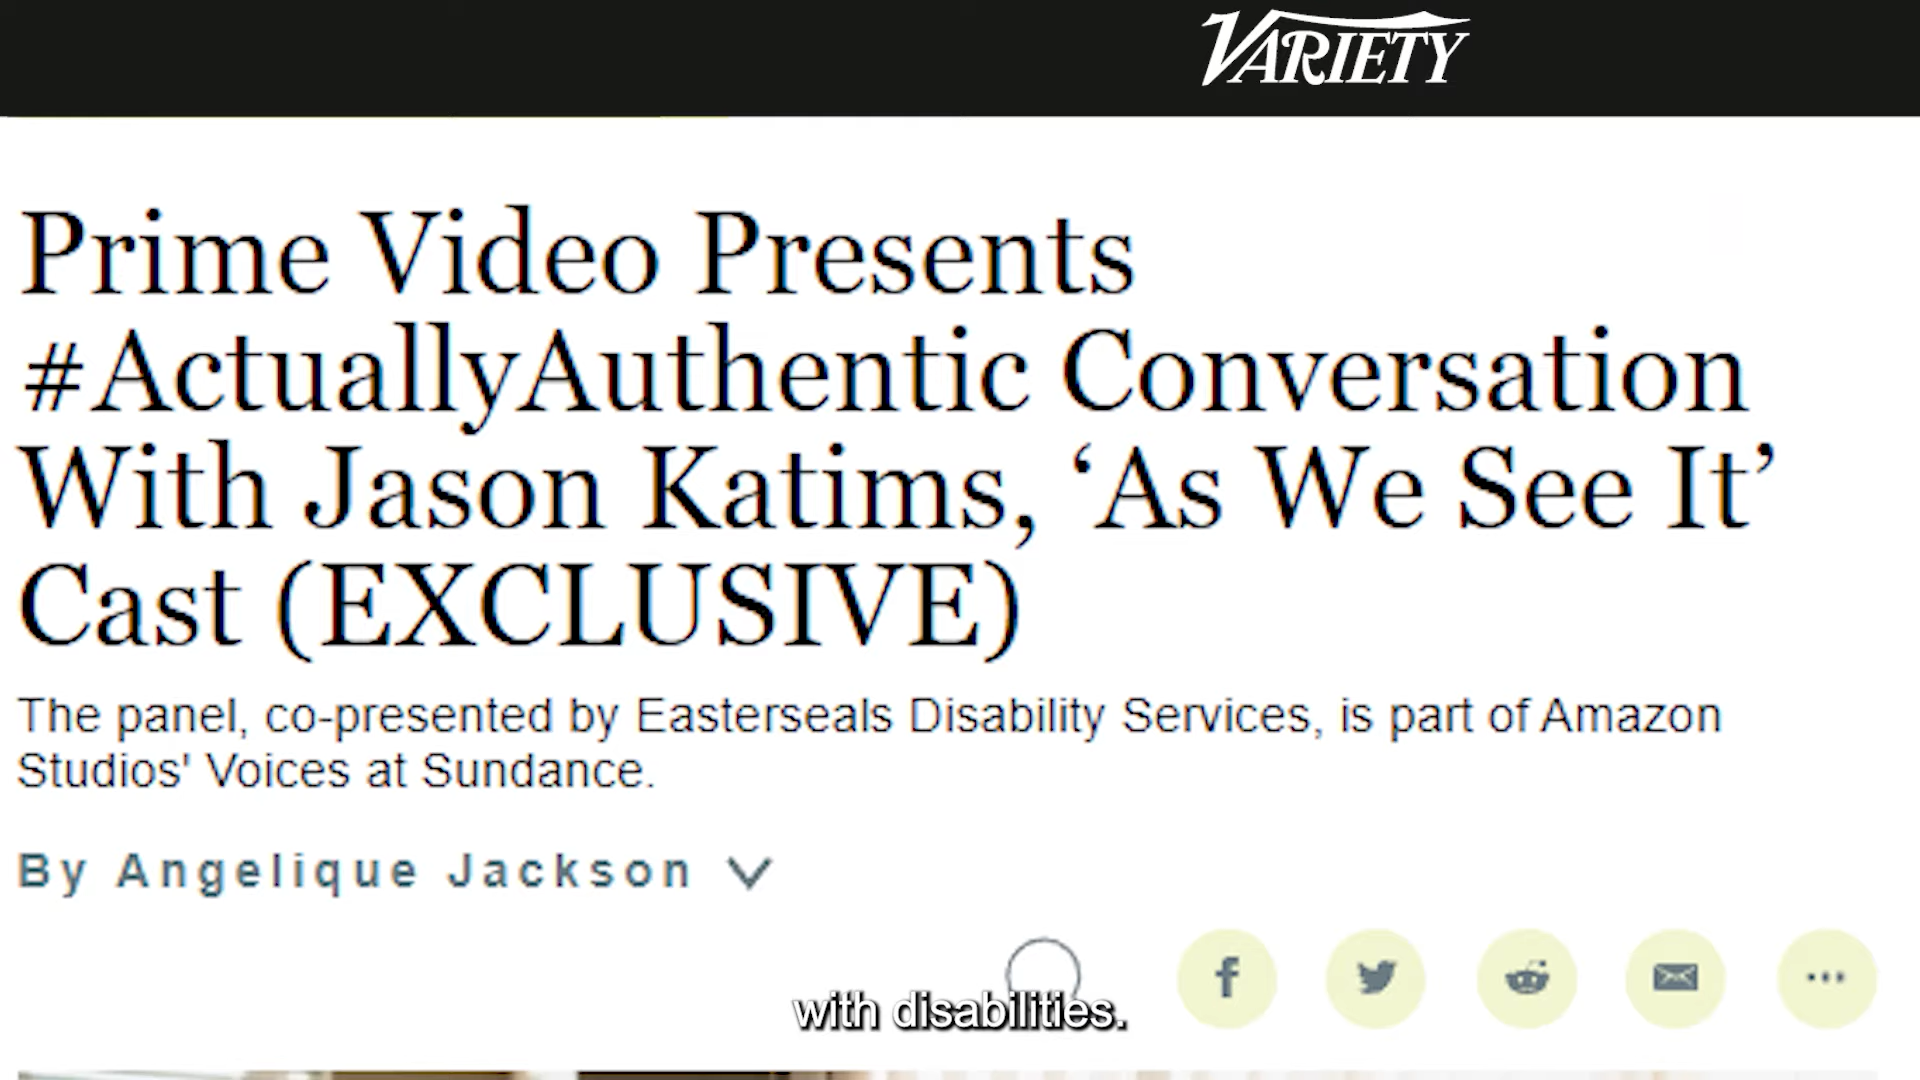 VARIETY
Prime Video Presents
#ActuallyAuthentic Conversation
With Jason Katims, ‘As We See It’
Cast (EXCLUSIVE)
The panel, co-presented by Easterseals Disability Services, is part of Amazon
Studios' Voices at Sundance.
By Angelique Jackson
with disabilities.